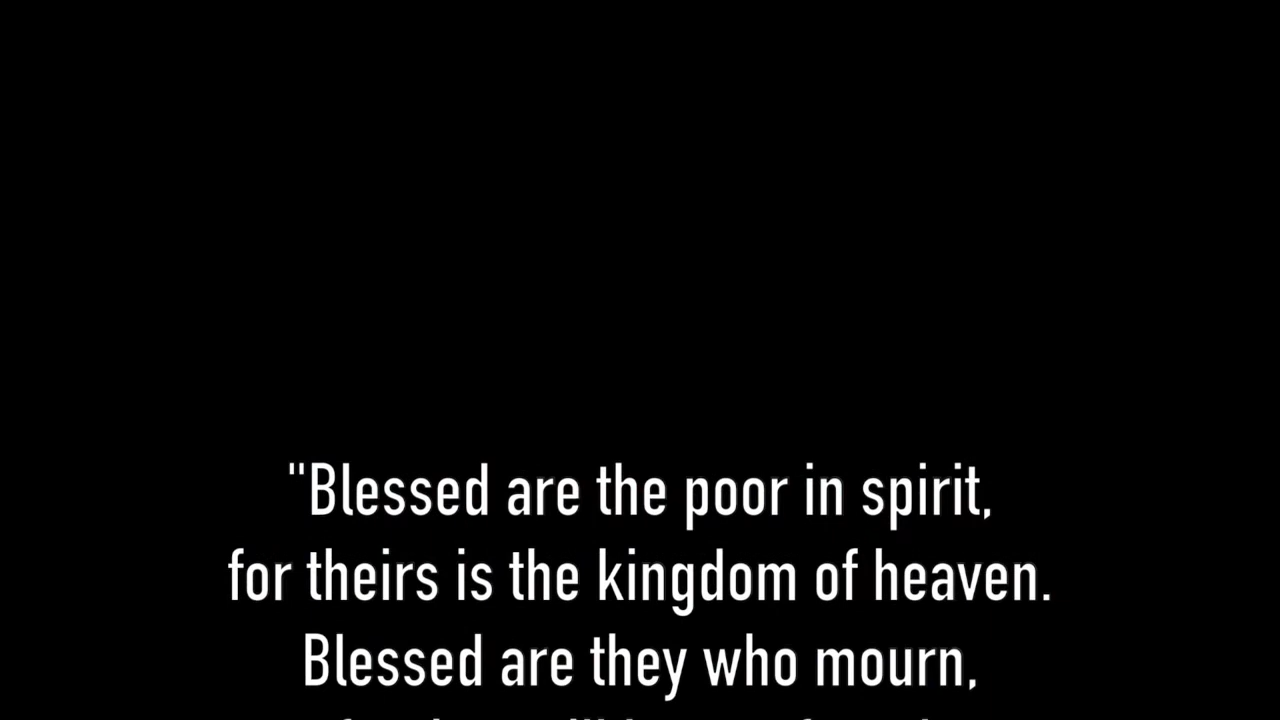 "Blessed are the poor in spirit,
for theirs is the kingdom of heaven.
Blessed are they who mourn,